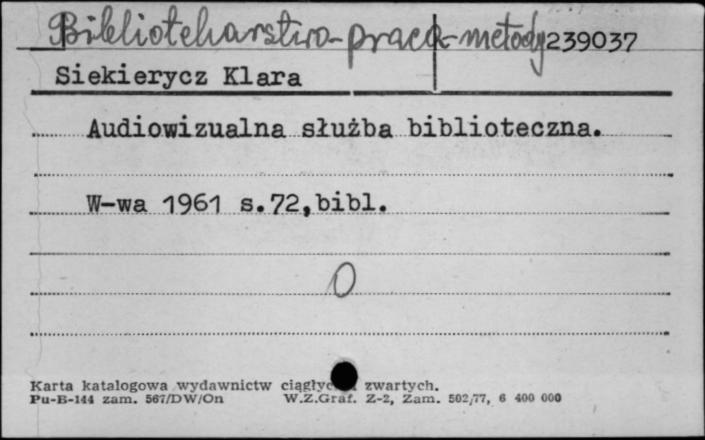 Bibliotekarstwo-praca-metody 239037
Siekierycz Klara
Audiowizualna służba biblioteczna.
W-wa 1961 s.72,bibl.
0
Karta katalogowa wydawnictw zwartych.
Pu-B-144 zam. 567/DW/On W.Z.Graf. Z-2, Zam. 502/77, 6 400 000